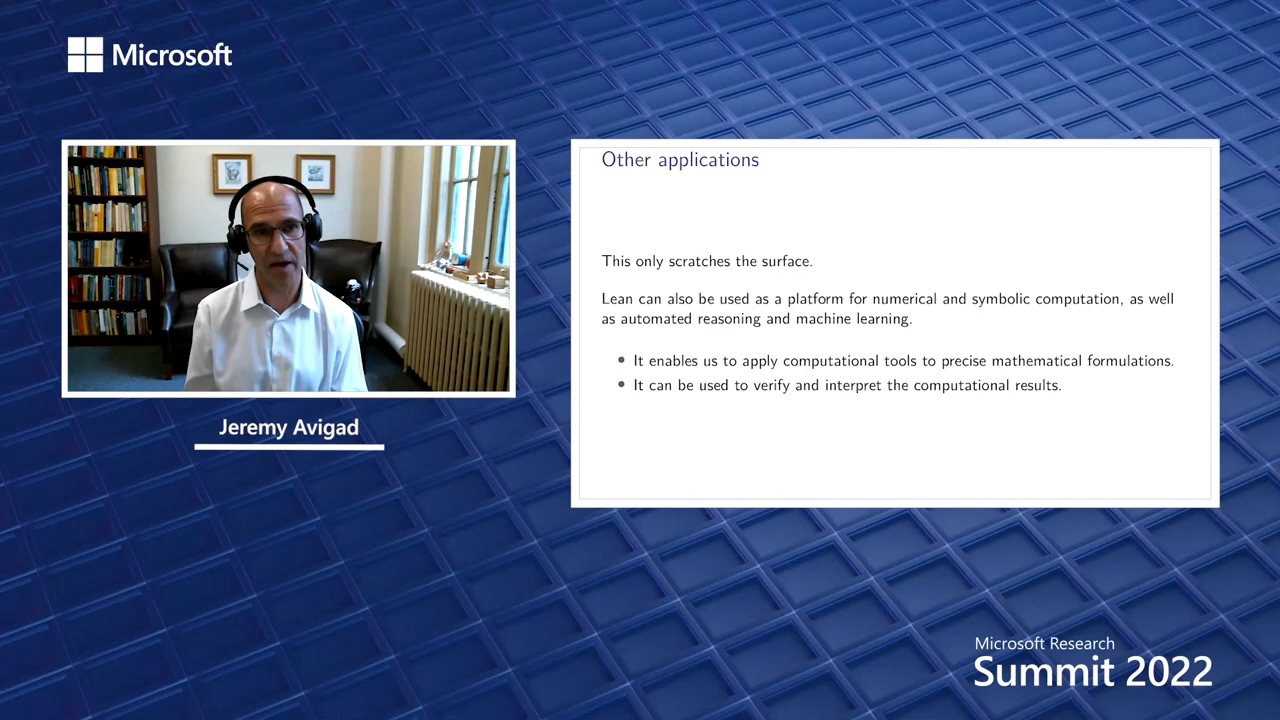 Microsoft
Jeremy Avigad
Other applications
This only scratches the surface.
Lean can also be used as a platform for numerical and symbolic computation, as well
as automated reasoning and machine learning.
• It enables us to apply computational tools to precise mathematical formulations.
• It can be used to verify and interpret the computational results.
Microsoft Research
Summit 2022